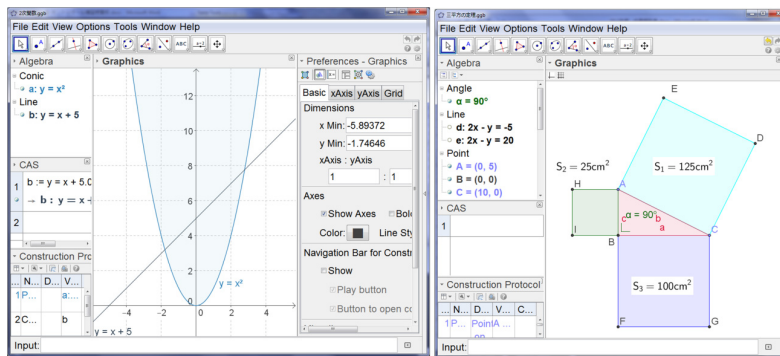 2次関数.ggb
File Edit View Options Tools Window Help
ABC
Algebra
Conic
a: y = x²
Line
b: y = x + 5
CAS
1
b := y = x + 5.0
→ b : y = x +
2
Construction Pro
... N... D... V...
1 P... a:...
2 C... b
Graphics
12
10
8
6
4
2
0
−4 −2 0 2 4
y = x²
y = x + 5
Preferences - Graphics
Basic xAxis yAxis Grid
Dimensions
x Min: -5.89372
y Min: -1.74646
xAxis : yAxis
1 : 1
Axes
Show Axes Bol
Color: Line Sty
Navigation Bar for Constr
Show
Play button
Button to open co
Input:
三平方の定理.ggb
File Edit View Options Tools Window Help
ABC
Algebra
Angle
α = 90°
Line
d: 2x - y = -5
e: 2x - y = 20
Point
A = (0, 5)
B = (0, 0)
C = (10, 0)
CAS
1
Construction Protocol
... N... D... V... C...
1 P... PointA ...
Graphics
E
D
S₁ = 125cm²
S₂ = 25cm²
H
A
c
α = 90°
b
a
I
B
C
S₃ = 100cm²
F
G
Input: